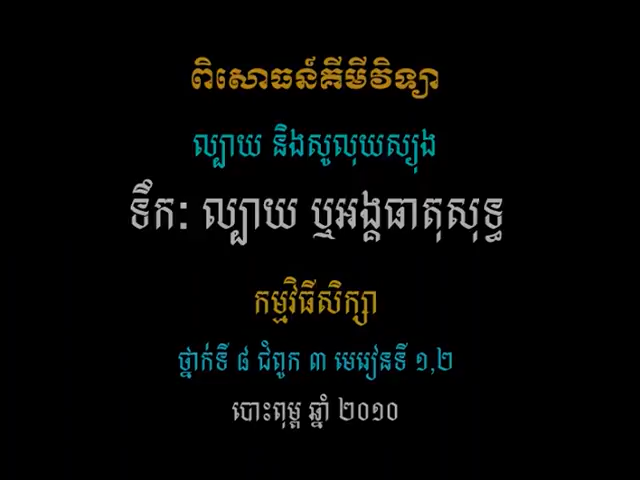 ពិសោធន៍គីមីវិទ្យា
ល្បាយ និងសូលុយស្យុង
ទឹក: ល្បាយ ឬអង្គធាតុសុទ្ធ
កម្មវិធីសិក្សា
ថ្នាក់ទី ៨ ជំពូក ៣ មេរៀនទី ១,២
បោះពុម្ព ឆ្នាំ ២០១០